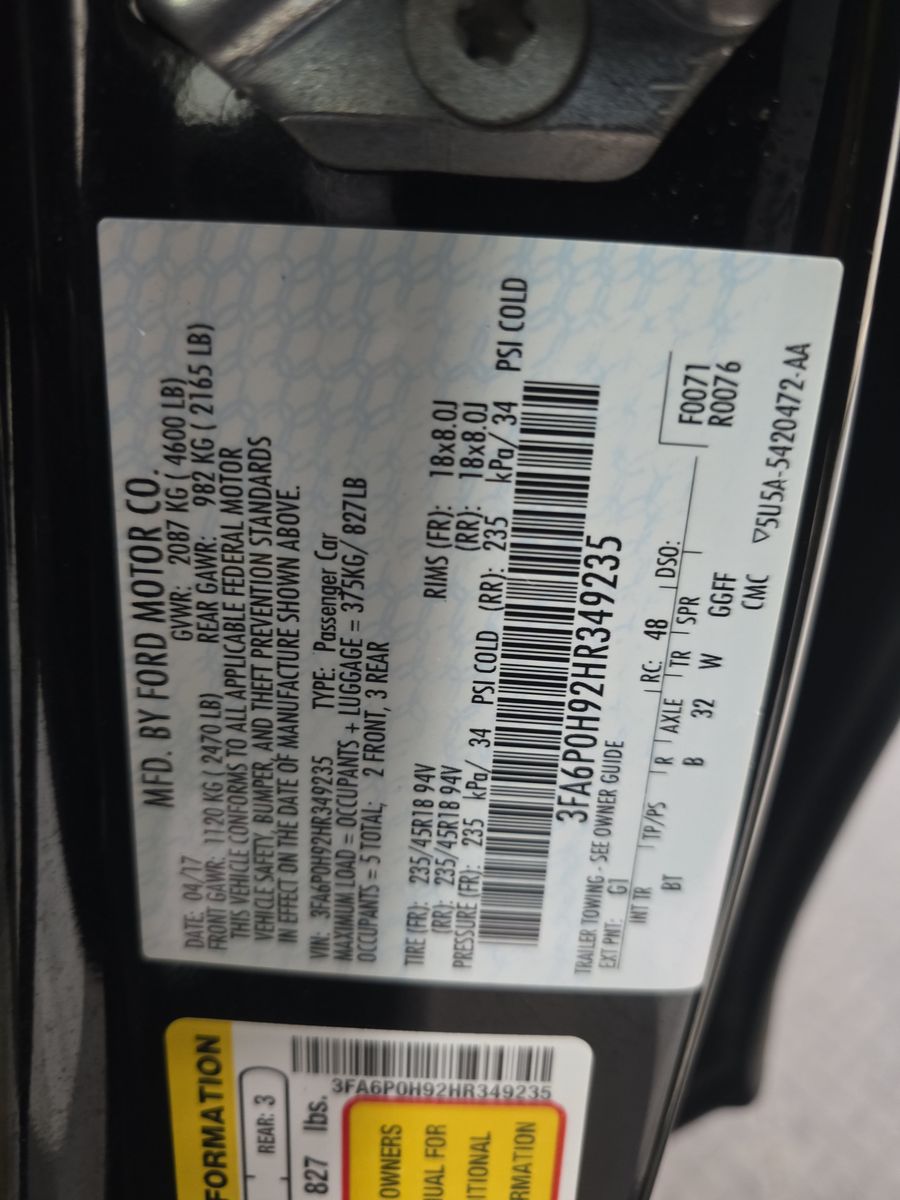 MFD. BY FORD MOTOR CO.
DATE: 04/17 GVWR: 2087 KG ( 4600 LB)
FRONT GAWR: 1120 KG ( 2470 LB) REAR GAWR: 982 KG ( 2165 LB)
THIS VEHICLE CONFORMS TO ALL APPLICABLE FEDERAL MOTOR
VEHICLE SAFETY, BUMPER, AND THEFT PREVENTION STANDARDS
IN EFFECT ON THE DATE OF MANUFACTURE SHOWN ABOVE.
VIN: 3FA6P0H92HR349235 TYPE: Passenger Car
MAXIMUM LOAD = OCCUPANTS + LUGGAGE = 375KG/ 827LB
OCCUPANTS = 5 TOTAL; 2 FRONT, 3 REAR
TIRE (FR): 235/45R18 94V RIMS (FR): 18x8.0J
(RR): 235/45R18 94V (RR): 18x8.0J
PRESSURE (FR): 235 kPa/ 34 PSI COLD (RR): 235 kPa/ 34 PSI COLD
3FA6P0H92HR349235
TRAILER TOWING - SEE OWNER GUIDE
EXT PNT: G1 RC: 48 DSO:
F0071
R0076
INT TR TP/PS R AXLE TR SPR
BT B 32 W GGFF
CMC ▽5U5A-5420472-AA
FORMATION
REAR: 3
827 lbs.
3FA6P0H92HR349235
OWNERS
UAL FOR
ITIONAL
RMATION